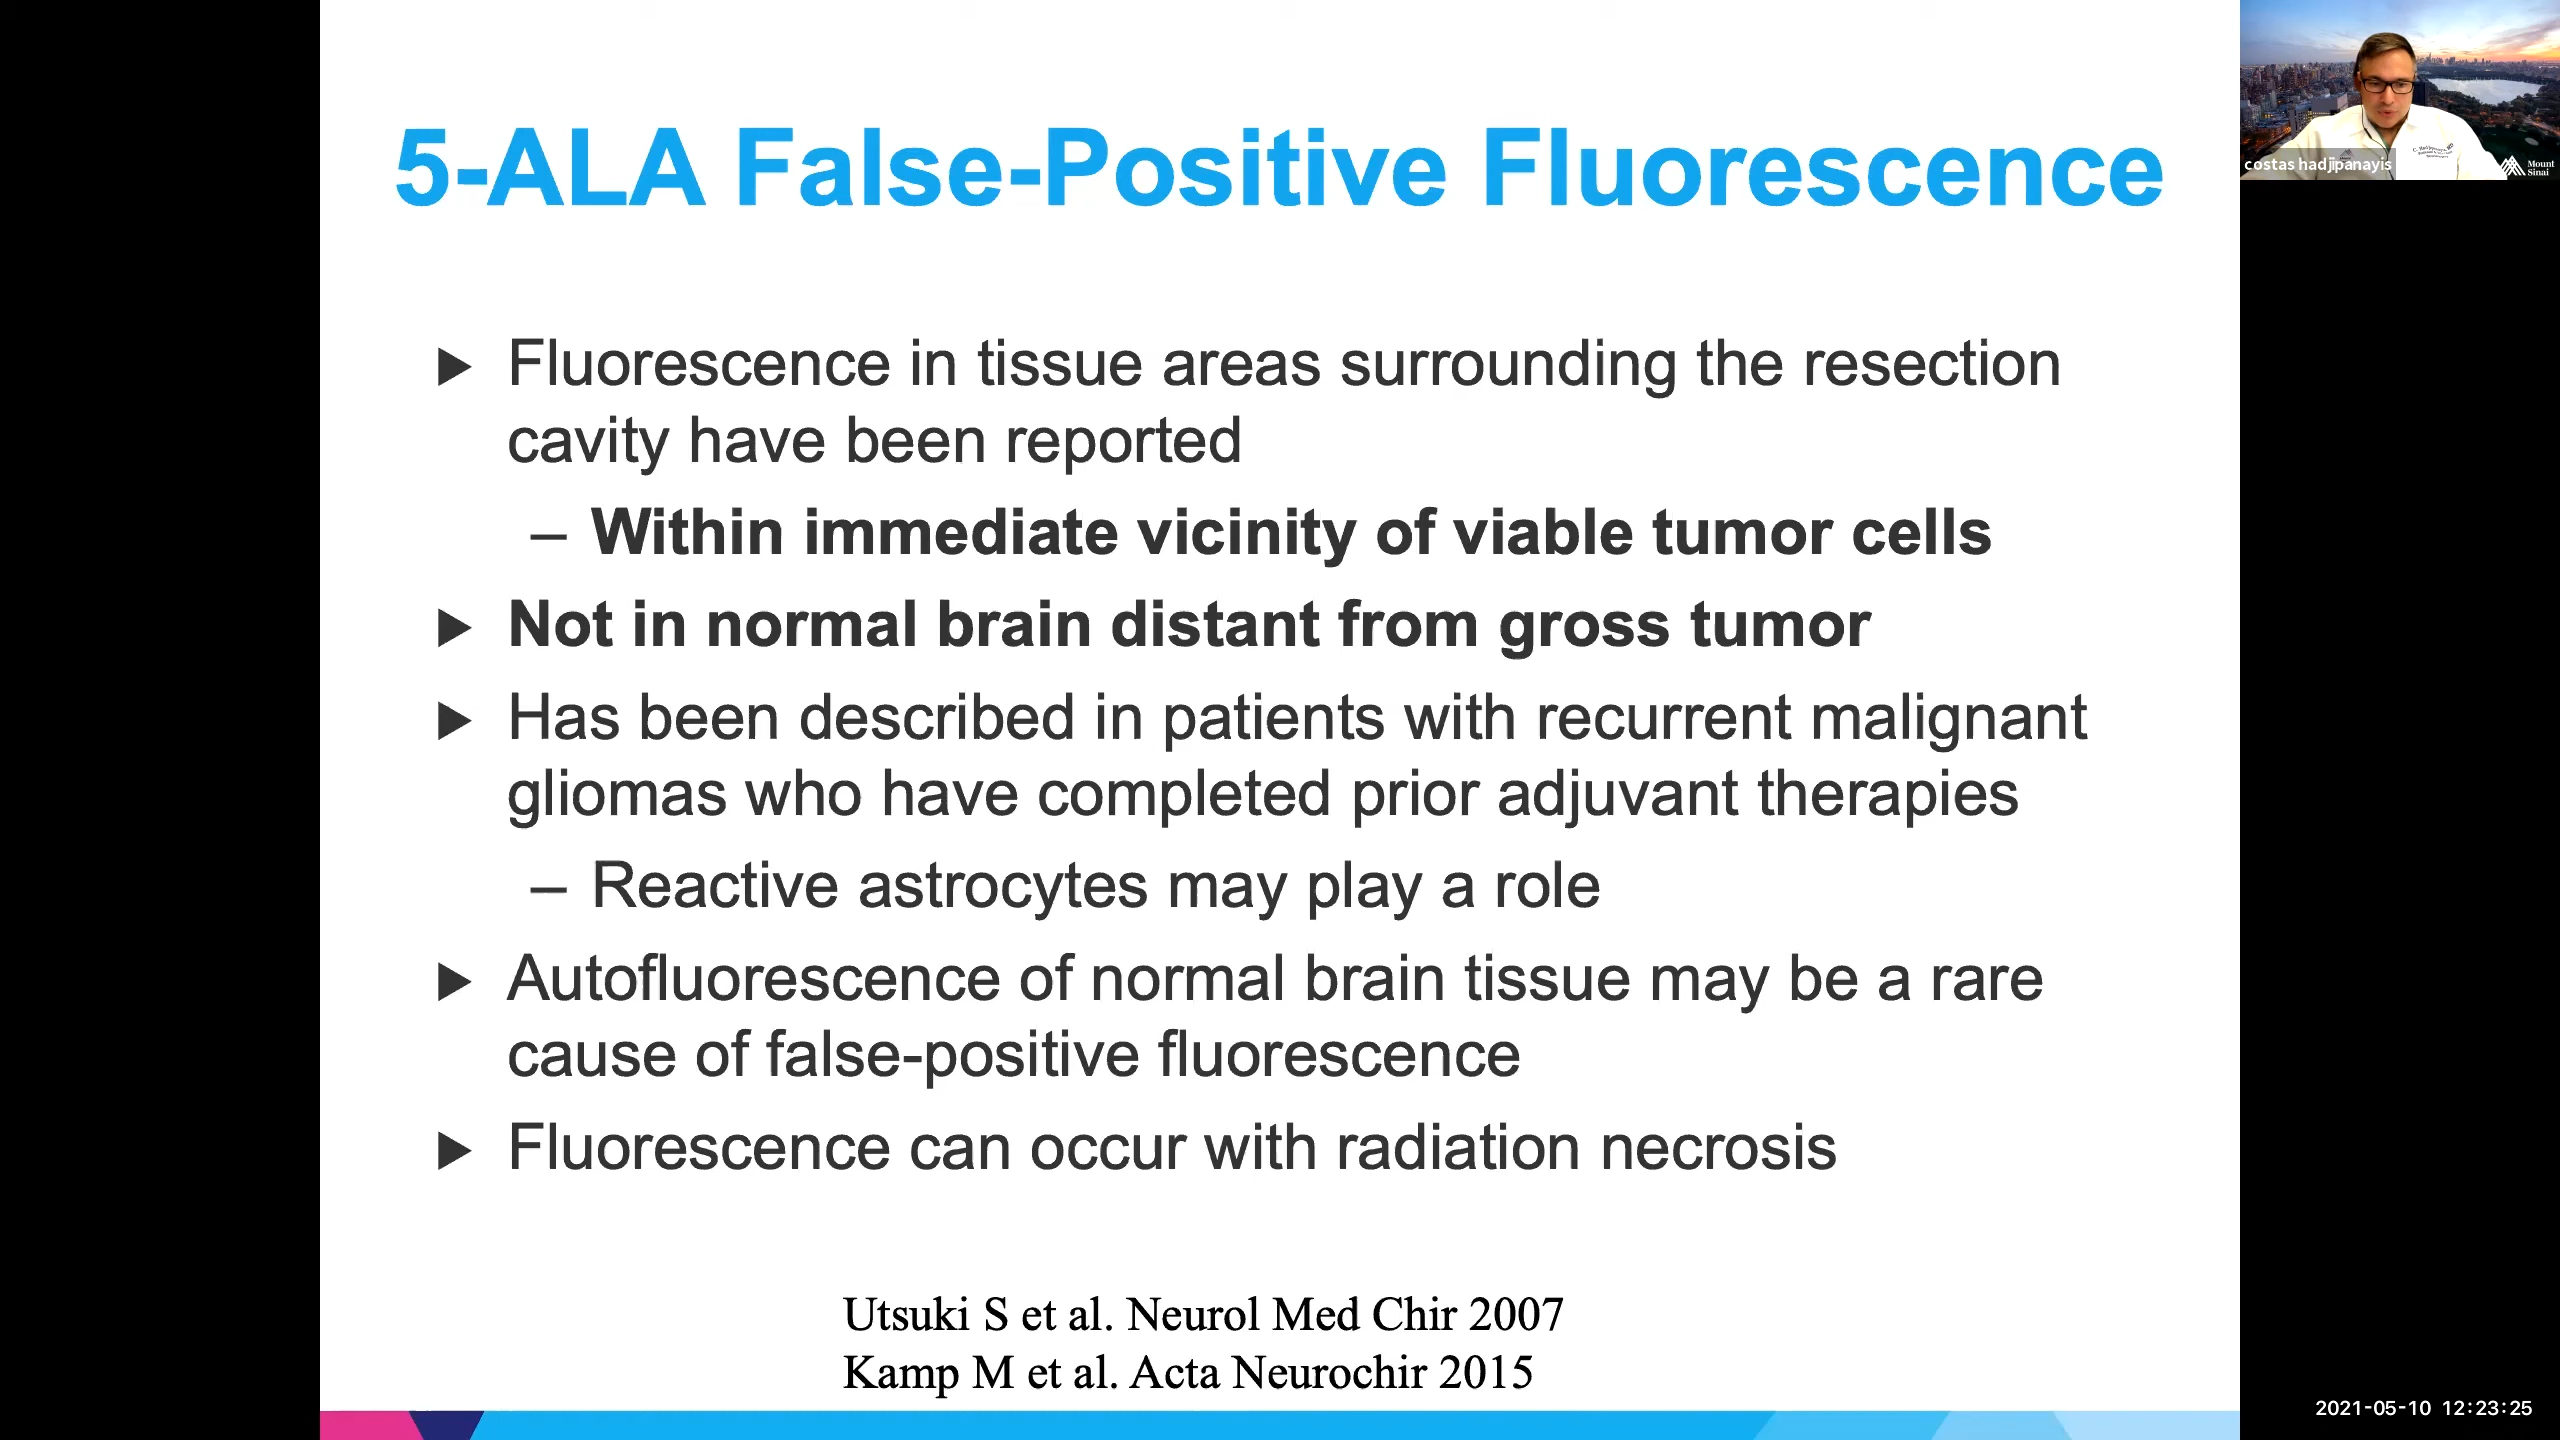 5-ALA False-Positive Fluorescence
costas hadjipanayis
Mount
Sinai
▶ Fluorescence in tissue areas surrounding the resection
cavity have been reported
– Within immediate vicinity of viable tumor cells
▶ Not in normal brain distant from gross tumor
▶ Has been described in patients with recurrent malignant
gliomas who have completed prior adjuvant therapies
– Reactive astrocytes may play a role
▶ Autofluorescence of normal brain tissue may be a rare
cause of false-positive fluorescence
▶ Fluorescence can occur with radiation necrosis
Utsuki S et al. Neurol Med Chir 2007
Kamp M et al. Acta Neurochir 2015
2021-05-10 12:23:25